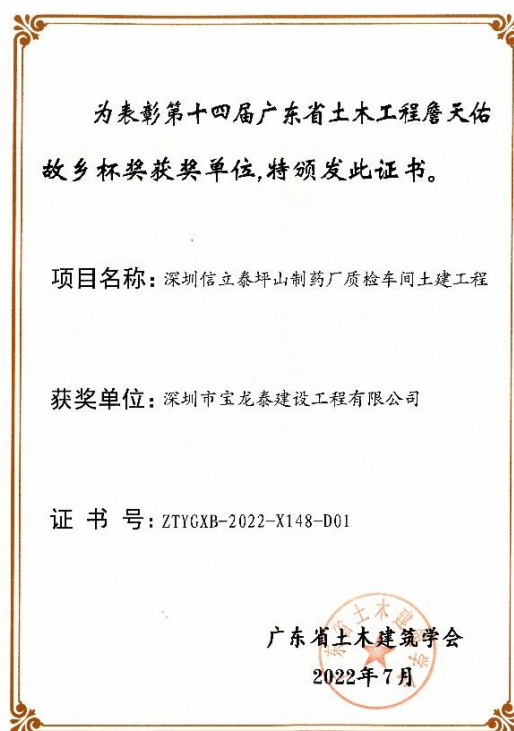 为表彰第十四届广东省土木工程詹天佑
故乡杯奖获奖单位,特颁发此证书。
项目名称:深圳信立泰坪山制药厂质检车间土建工程
获奖单位:深圳市宝龙泰建设工程有限公司
证 书 号:ZTYGXB-2022-X148-D01
广东省土木建筑学会
2022年7月